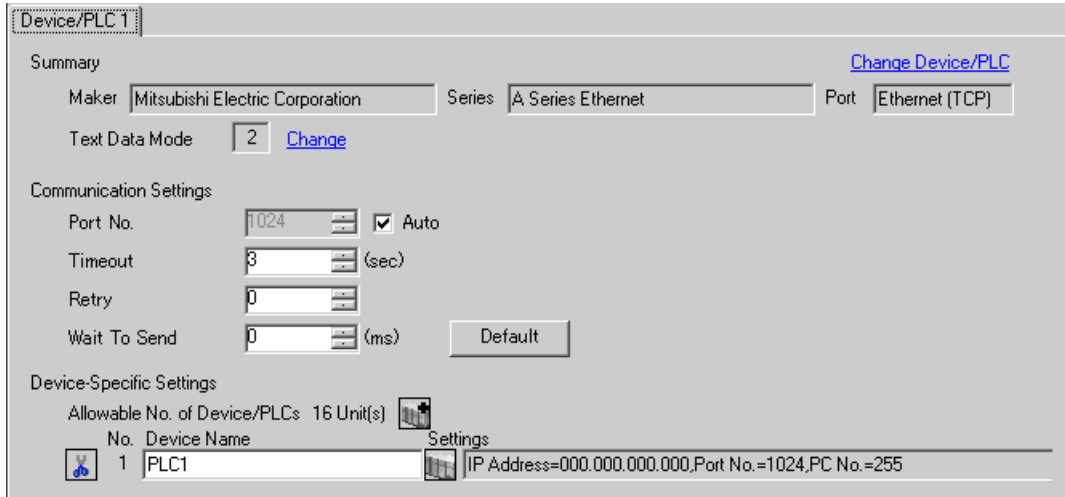 Device/PLC 1
Summary Change Device/PLC
Maker Mitsubishi Electric Corporation Series A Series Ethernet Port Ethernet (TCP)
Text Data Mode 2 Change
Communication Settings
Port No. 1024 Auto
Timeout 3 (sec)
Retry 0
Wait To Send 0 (ms) Default
Device-Specific Settings
Allowable No. of Device/PLCs 16 Unit(s)
No. Device Name Settings
1 PLC1 IP Address=000.000.000.000,Port No.=1024,PC No.=255